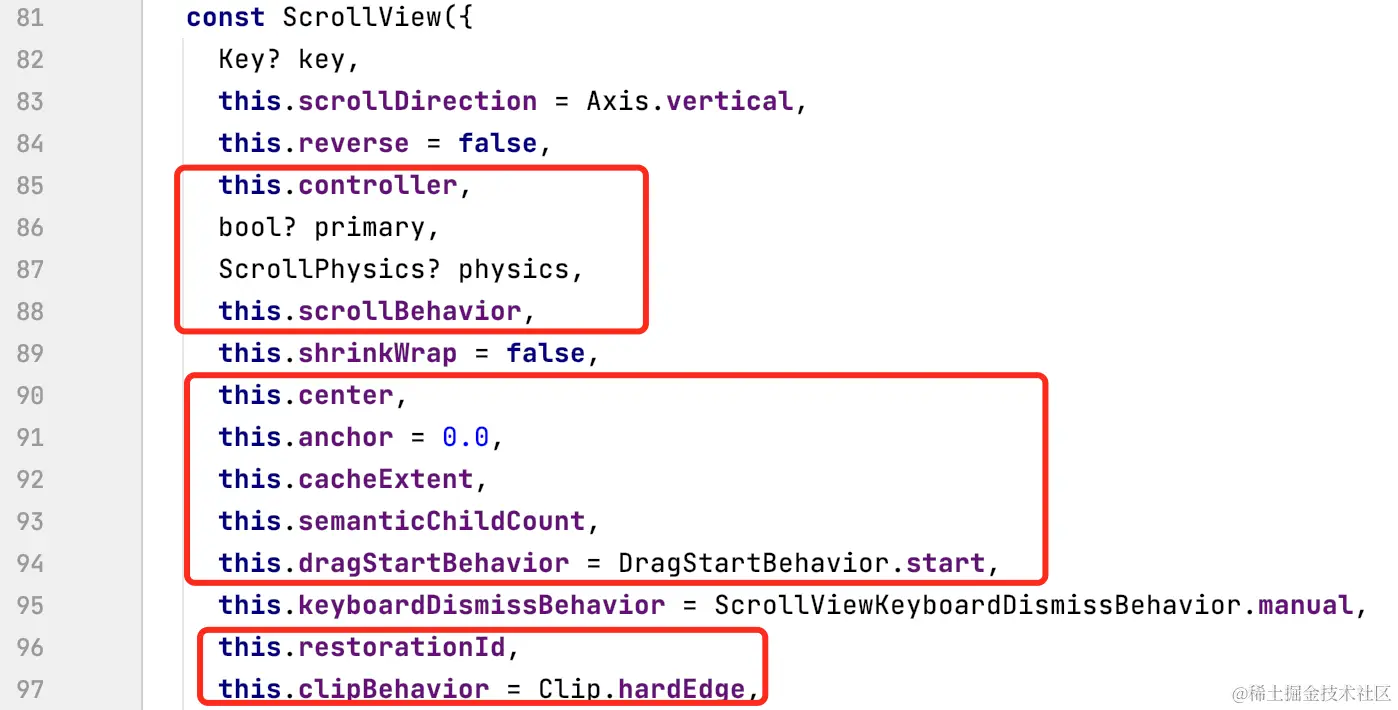 81 const ScrollView({
82 Key? key,
83 this.scrollDirection = Axis.vertical,
84 this.reverse = false,
85 this.controller,
86 bool? primary,
87 ScrollPhysics? physics,
88 this.scrollBehavior,
89 this.shrinkWrap = false,
90 this.center,
91 this.anchor = 0.0,
92 this.cacheExtent,
93 this.semanticChildCount,
94 this.dragStartBehavior = DragStartBehavior.start,
95 this.keyboardDismissBehavior = ScrollViewKeyboardDismissBehavior.manual,
96 this.restorationId,
97 this.clipBehavior = Clip.hardEdge,
@稀土掘金技术社区